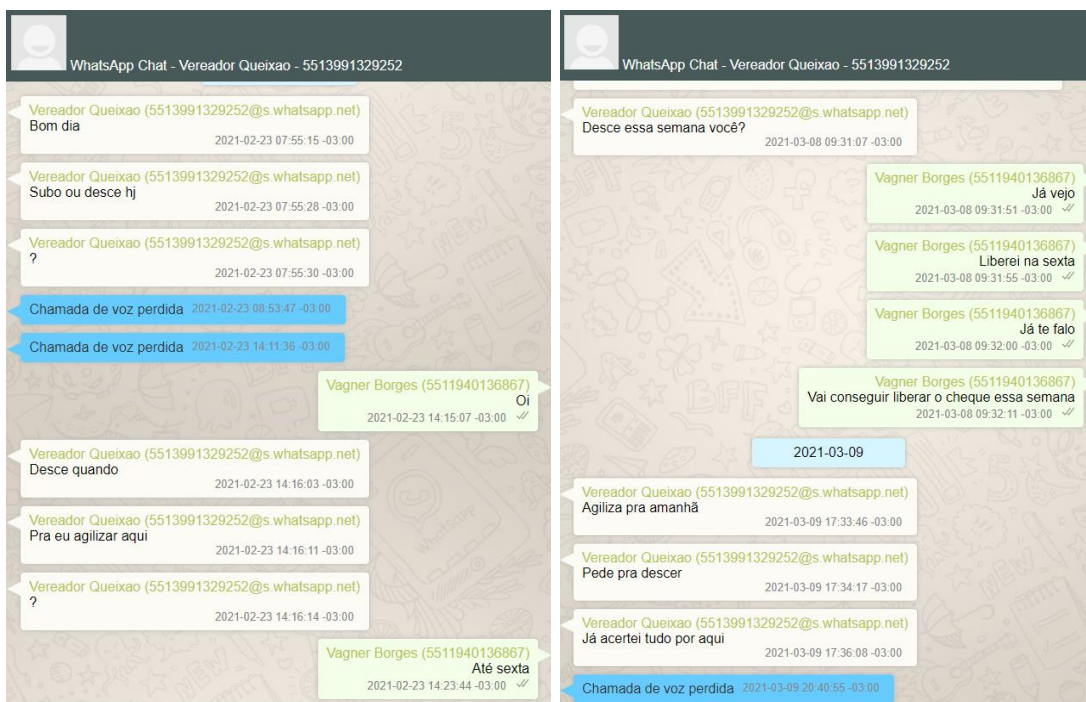 WhatsApp Chat - Vereador Queixao - 5513991329252
Vereador Queixao (5513991329252@s.whatsapp.net)
Bom dia
2021-02-23 07:55:15 -03:00
Vereador Queixao (5513991329252@s.whatsapp.net)
Subo ou desce hj
2021-02-23 07:55:28 -03:00
Vereador Queixao (5513991329252@s.whatsapp.net)
?
2021-02-23 07:55:30 -03:00
Chamada de voz perdida 2021-02-23 08:53:47 -03:00
Chamada de voz perdida 2021-02-23 14:11:36 -03:00
Vagner Borges (5511940136867)
Oi
2021-02-23 14:15:07 -03:00
Vereador Queixao (5513991329252@s.whatsapp.net)
Desce quando
2021-02-23 14:16:03 -03:00
Vereador Queixao (5513991329252@s.whatsapp.net)
Pra eu agilizar aqui
2021-02-23 14:16:11 -03:00
Vereador Queixao (5513991329252@s.whatsapp.net)
?
2021-02-23 14:16:14 -03:00
Vagner Borges (5511940136867)
Até sexta
2021-02-23 14:23:44 -03:00
WhatsApp Chat - Vereador Queixao - 5513991329252
Vereador Queixao (5513991329252@s.whatsapp.net)
Desce essa semana você?
2021-03-08 09:31:07 -03:00
Vagner Borges (5511940136867)
Já vejo
2021-03-08 09:31:51 -03:00
Vagner Borges (5511940136867)
Liberei na sexta
2021-03-08 09:31:55 -03:00
Vagner Borges (5511940136867)
Já te falo
2021-03-08 09:32:00 -03:00
Vagner Borges (5511940136867)
Vai conseguir liberar o cheque essa semana
2021-03-08 09:32:11 -03:00
2021-03-09
Vereador Queixao (5513991329252@s.whatsapp.net)
Agiliza pra amanhã
2021-03-09 17:33:46 -03:00
Vereador Queixao (5513991329252@s.whatsapp.net)
Pede pra descer
2021-03-09 17:34:17 -03:00
Vereador Queixao (5513991329252@s.whatsapp.net)
Já acertei tudo por aqui
2021-03-09 17:36:08 -03:00
Chamada de voz perdida 2021-03-09 20:40:55 -03:00